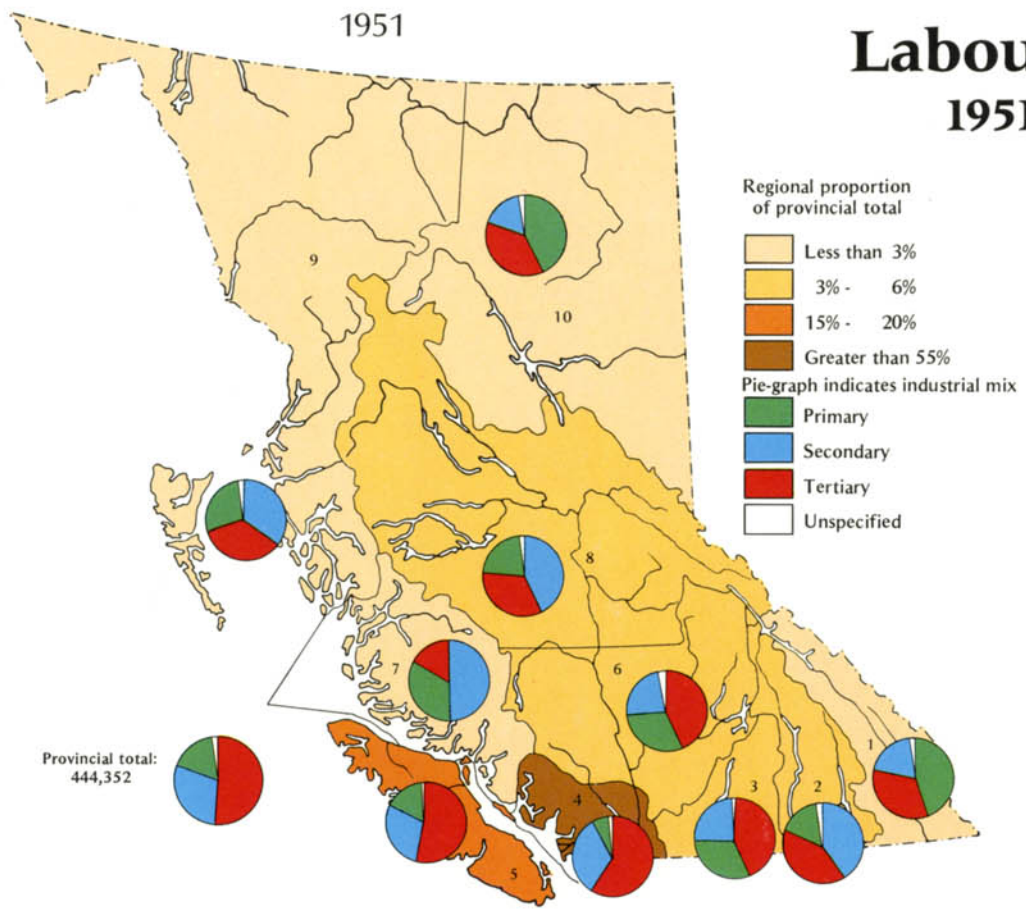 1951
Labou
1951
Regional proportion
of provincial total
Less than 3%
3% - 6%
15% - 20%
Greater than 55%
Pie-graph indicates industrial mix
Primary
Secondary
Tertiary
Unspecified
9
10
8
7
6
Provincial total:
444,352
1
4
3
2
5